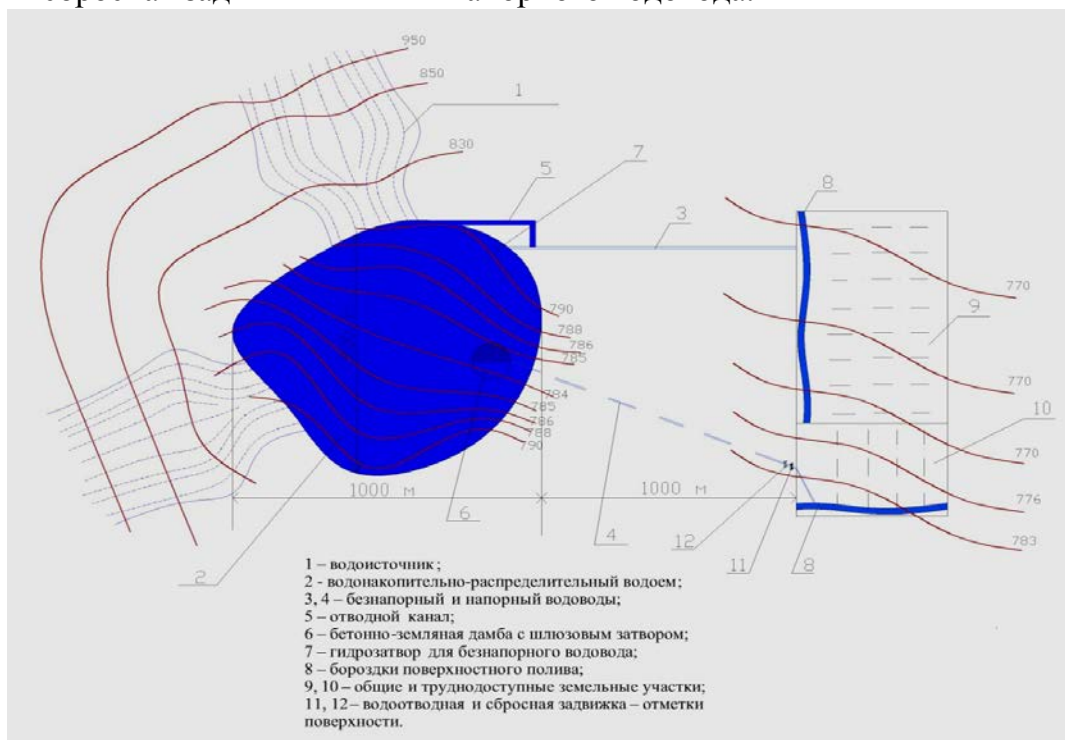 950
850
830
1
7
5
8
3
770
9
790
788
786
785
784
785
786
788
790
770
10
770
776
783
1000 м
1000 м
6
4
12
11
8
2
1 – водоисточник;
2 - водонакопительно-распределительный водоем;
3, 4 – безнапорный и напорный водоводы;
5 – отводной канал;
6 – бетонно-земляная дамба с шлюзовым затвором;
7 – гидрозатвор для безнапорного водовода;
8 – бороздки поверхностного полива;
9, 10 – общие и труднодоступные земельные участки;
11, 12– водоотводная и сбросная задвижка – отметки
поверхности.